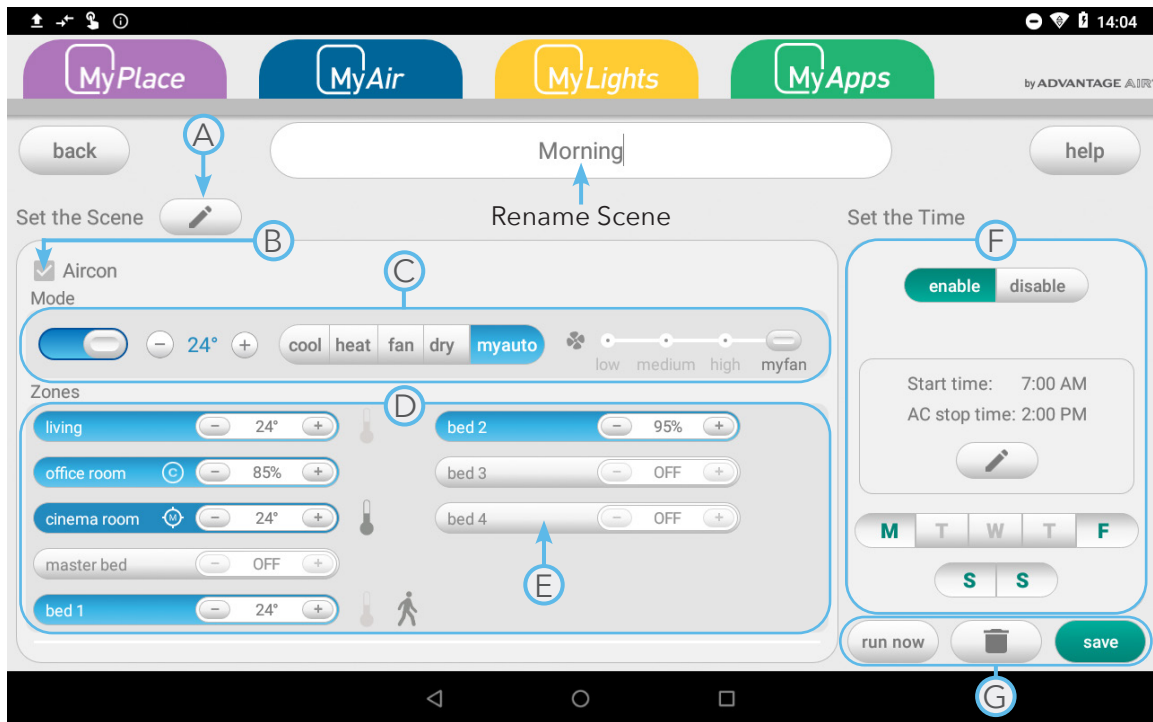 14:04
MyPlace
MyAir
MyLights
MyApps
by ADVANTAGE AIR
back
A
Morning
help
Set the Scene
Rename Scene
Set the Time
B
F
Aircon
C
enable disable
Mode
24° cool heat fan dry myauto
low medium high myfan
Zones
D
living 24°
office room C 85%
cinema room M 24°
master bed OFF
bed 1 24°
bed 2 95%
bed 3 OFF
bed 4 OFF
E
Start time: 7:00 AM
AC stop time: 2:00 PM
M T W T F
S S
run now
save
G